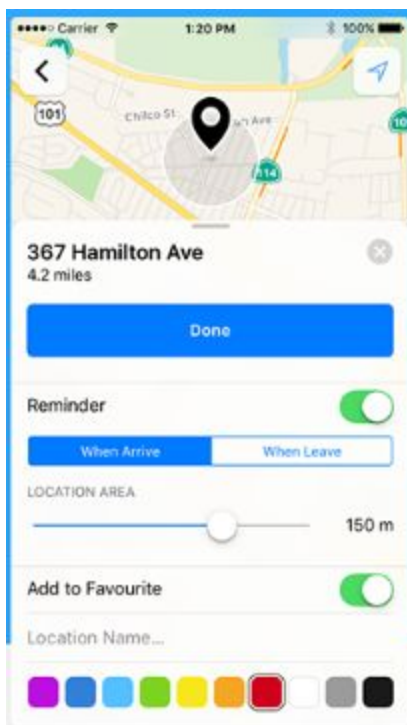 Carrier 1:20 PM 100%
101
Chilco St
Ave
114
367 Hamilton Ave
4.2 miles
Done
Reminder
When Arrive When Leave
LOCATION AREA
150 m
Add to Favourite
Location Name...